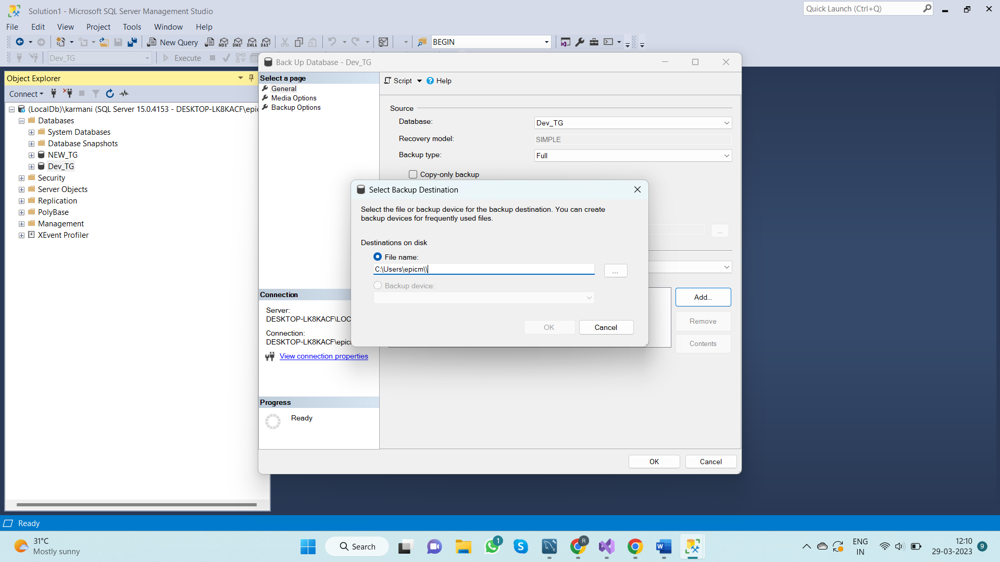 Solution1 - Microsoft SQL Server Management Studio
Quick Launch (Ctrl+Q)
File Edit View Project Tools Window Help
New Query MDX DMX XMLA DAX BEGIN
Dev_TG Execute
Back Up Database - Dev_TG
Object Explorer
Connect
(LocalDb)\karmani (SQL Server 15.0.4153 - DESKTOP-LK8KACF\epic
Databases
System Databases
Database Snapshots
NEW_TG
Dev_TG
Security
Server Objects
Replication
PolyBase
Management
XEvent Profiler
Select a page
General
Media Options
Backup Options
Script Help
Source
Database: Dev_TG
Recovery model: SIMPLE
Backup type: Full
Copy-only backup
...
Select Backup Destination
Select the file or backup device for the backup destination. You can create
backup devices for frequently used files.
Destinations on disk
File name:
C:\Users\epicm\\
...
Backup device:
OK Cancel
Add...
Remove
Contents
Connection
Server:
DESKTOP-LK8KACF\LOC
Connection:
DESKTOP-LK8KACF\epic
View connection properties
Progress
Ready
OK Cancel
Ready
31°C
Mostly sunny
Search
1
R
ENG
IN
12:10
29-03-2023
9